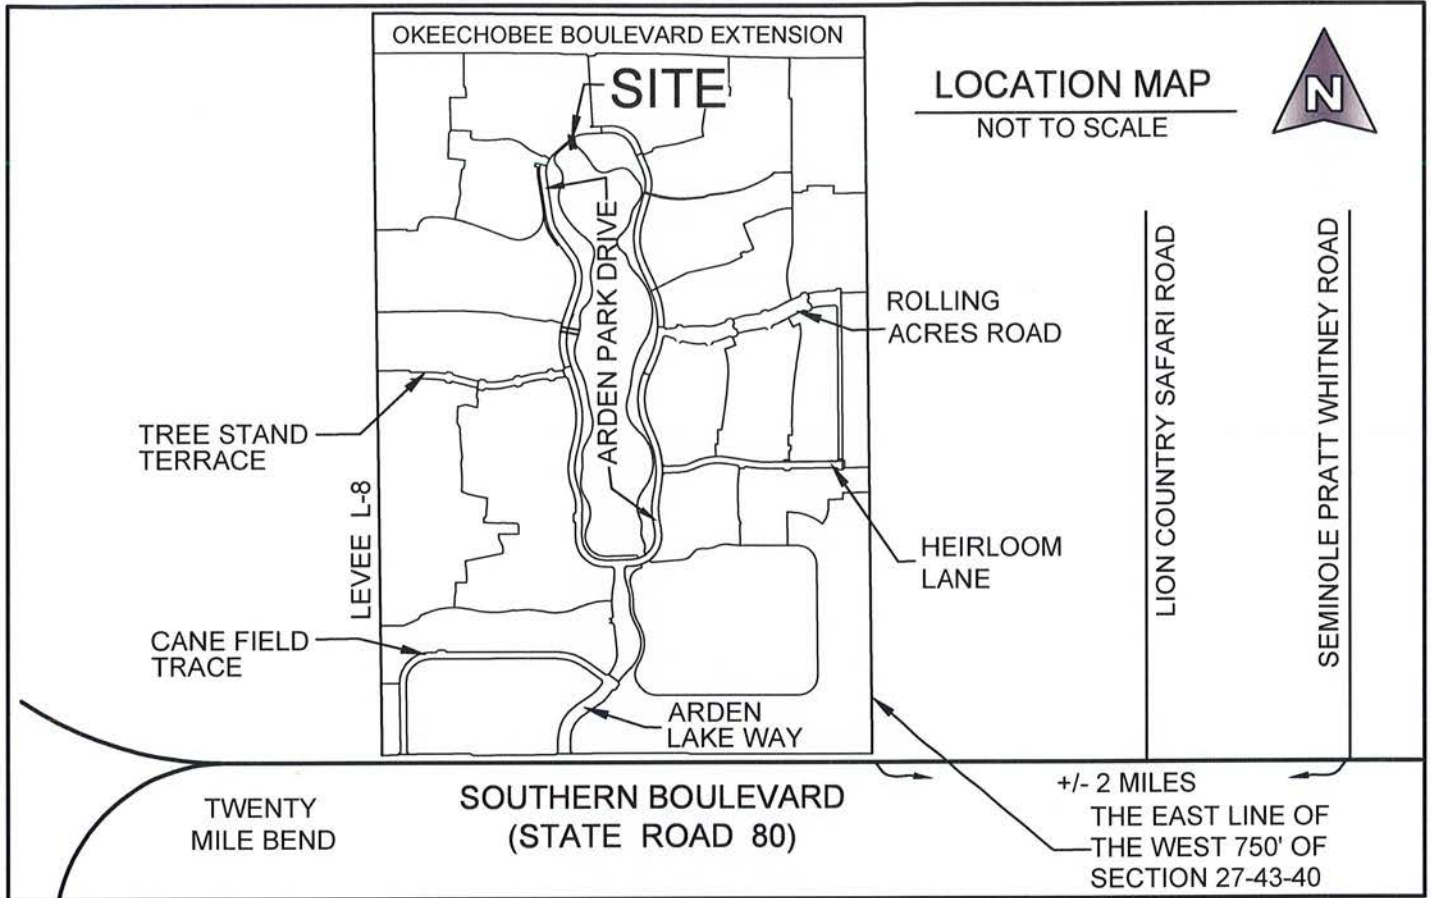 OKEECHOBEE BOULEVARD EXTENSION
SITE
LOCATION MAP
NOT TO SCALE
N
ARDEN PARK DRIVE
ROLLING
ACRES ROAD
LION COUNTRY SAFARI ROAD
SEMINOLE PRATT WHITNEY ROAD
TREE STAND
TERRACE
LEVEE L-8
HEIRLOOM
LANE
CANE FIELD
TRACE
ARDEN
LAKE WAY
TWENTY
MILE BEND
SOUTHERN BOULEVARD
(STATE ROAD 80)
+/- 2 MILES
THE EAST LINE OF
THE WEST 750' OF
SECTION 27-43-40